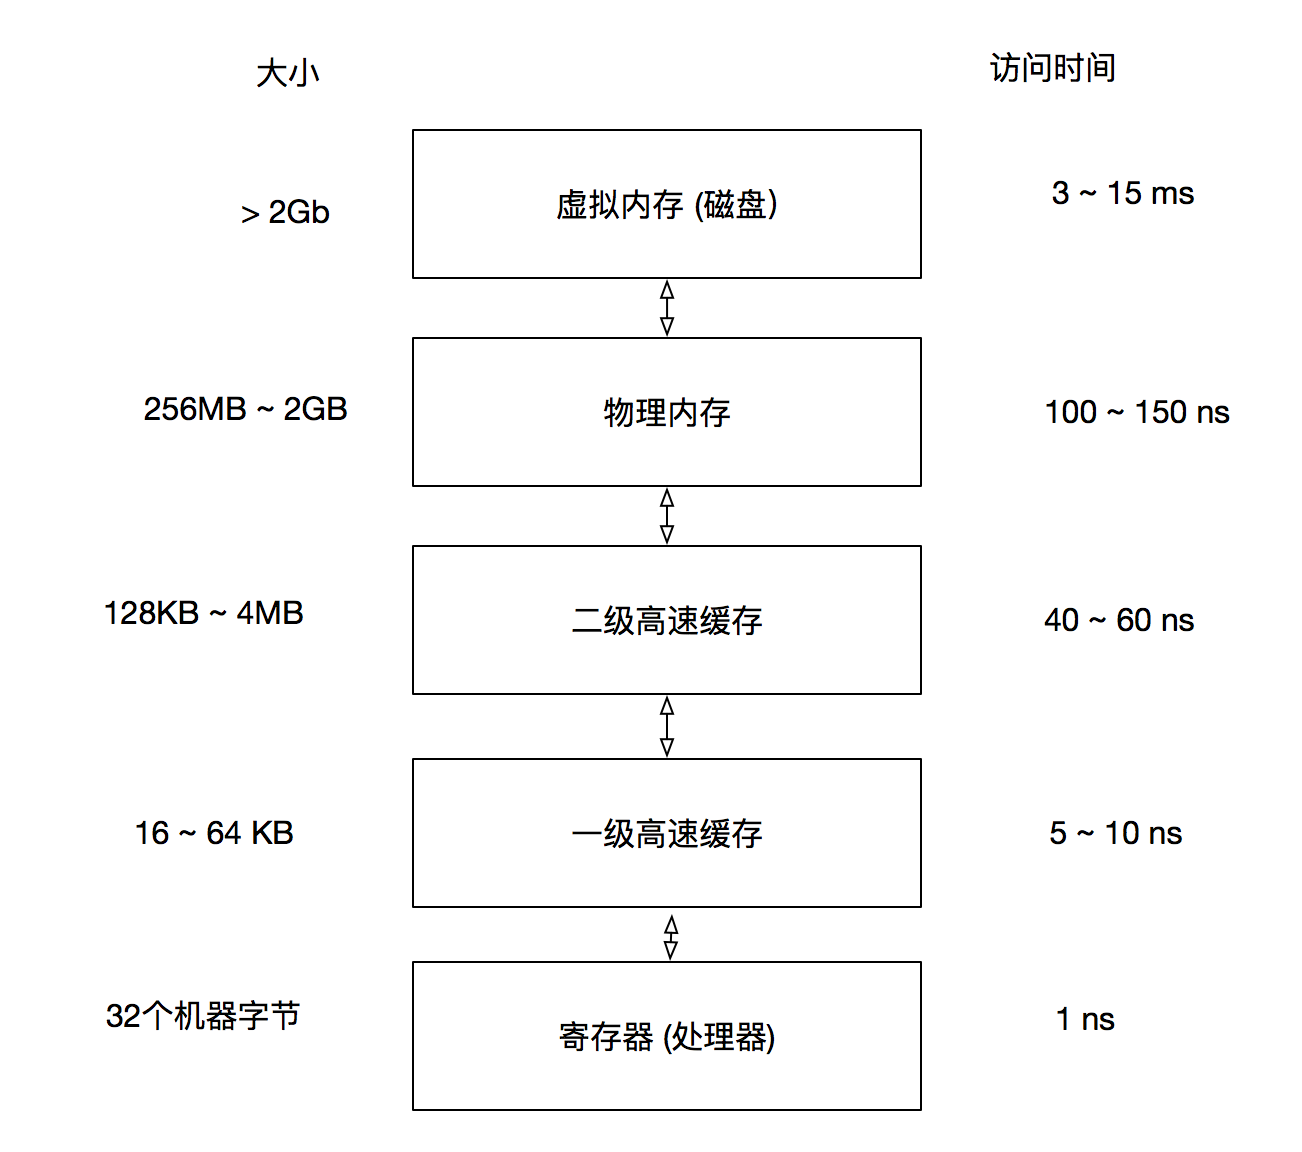 大小
访问时间
> 2Gb
虚拟内存 (磁盘)
3 ~ 15 ms
256MB ~ 2GB
物理内存
100 ~ 150 ns
128KB ~ 4MB
二级高速缓存
40 ~ 60 ns
16 ~ 64 KB
一级高速缓存
5 ~ 10 ns
32个机器字节
寄存器 (处理器)
1 ns